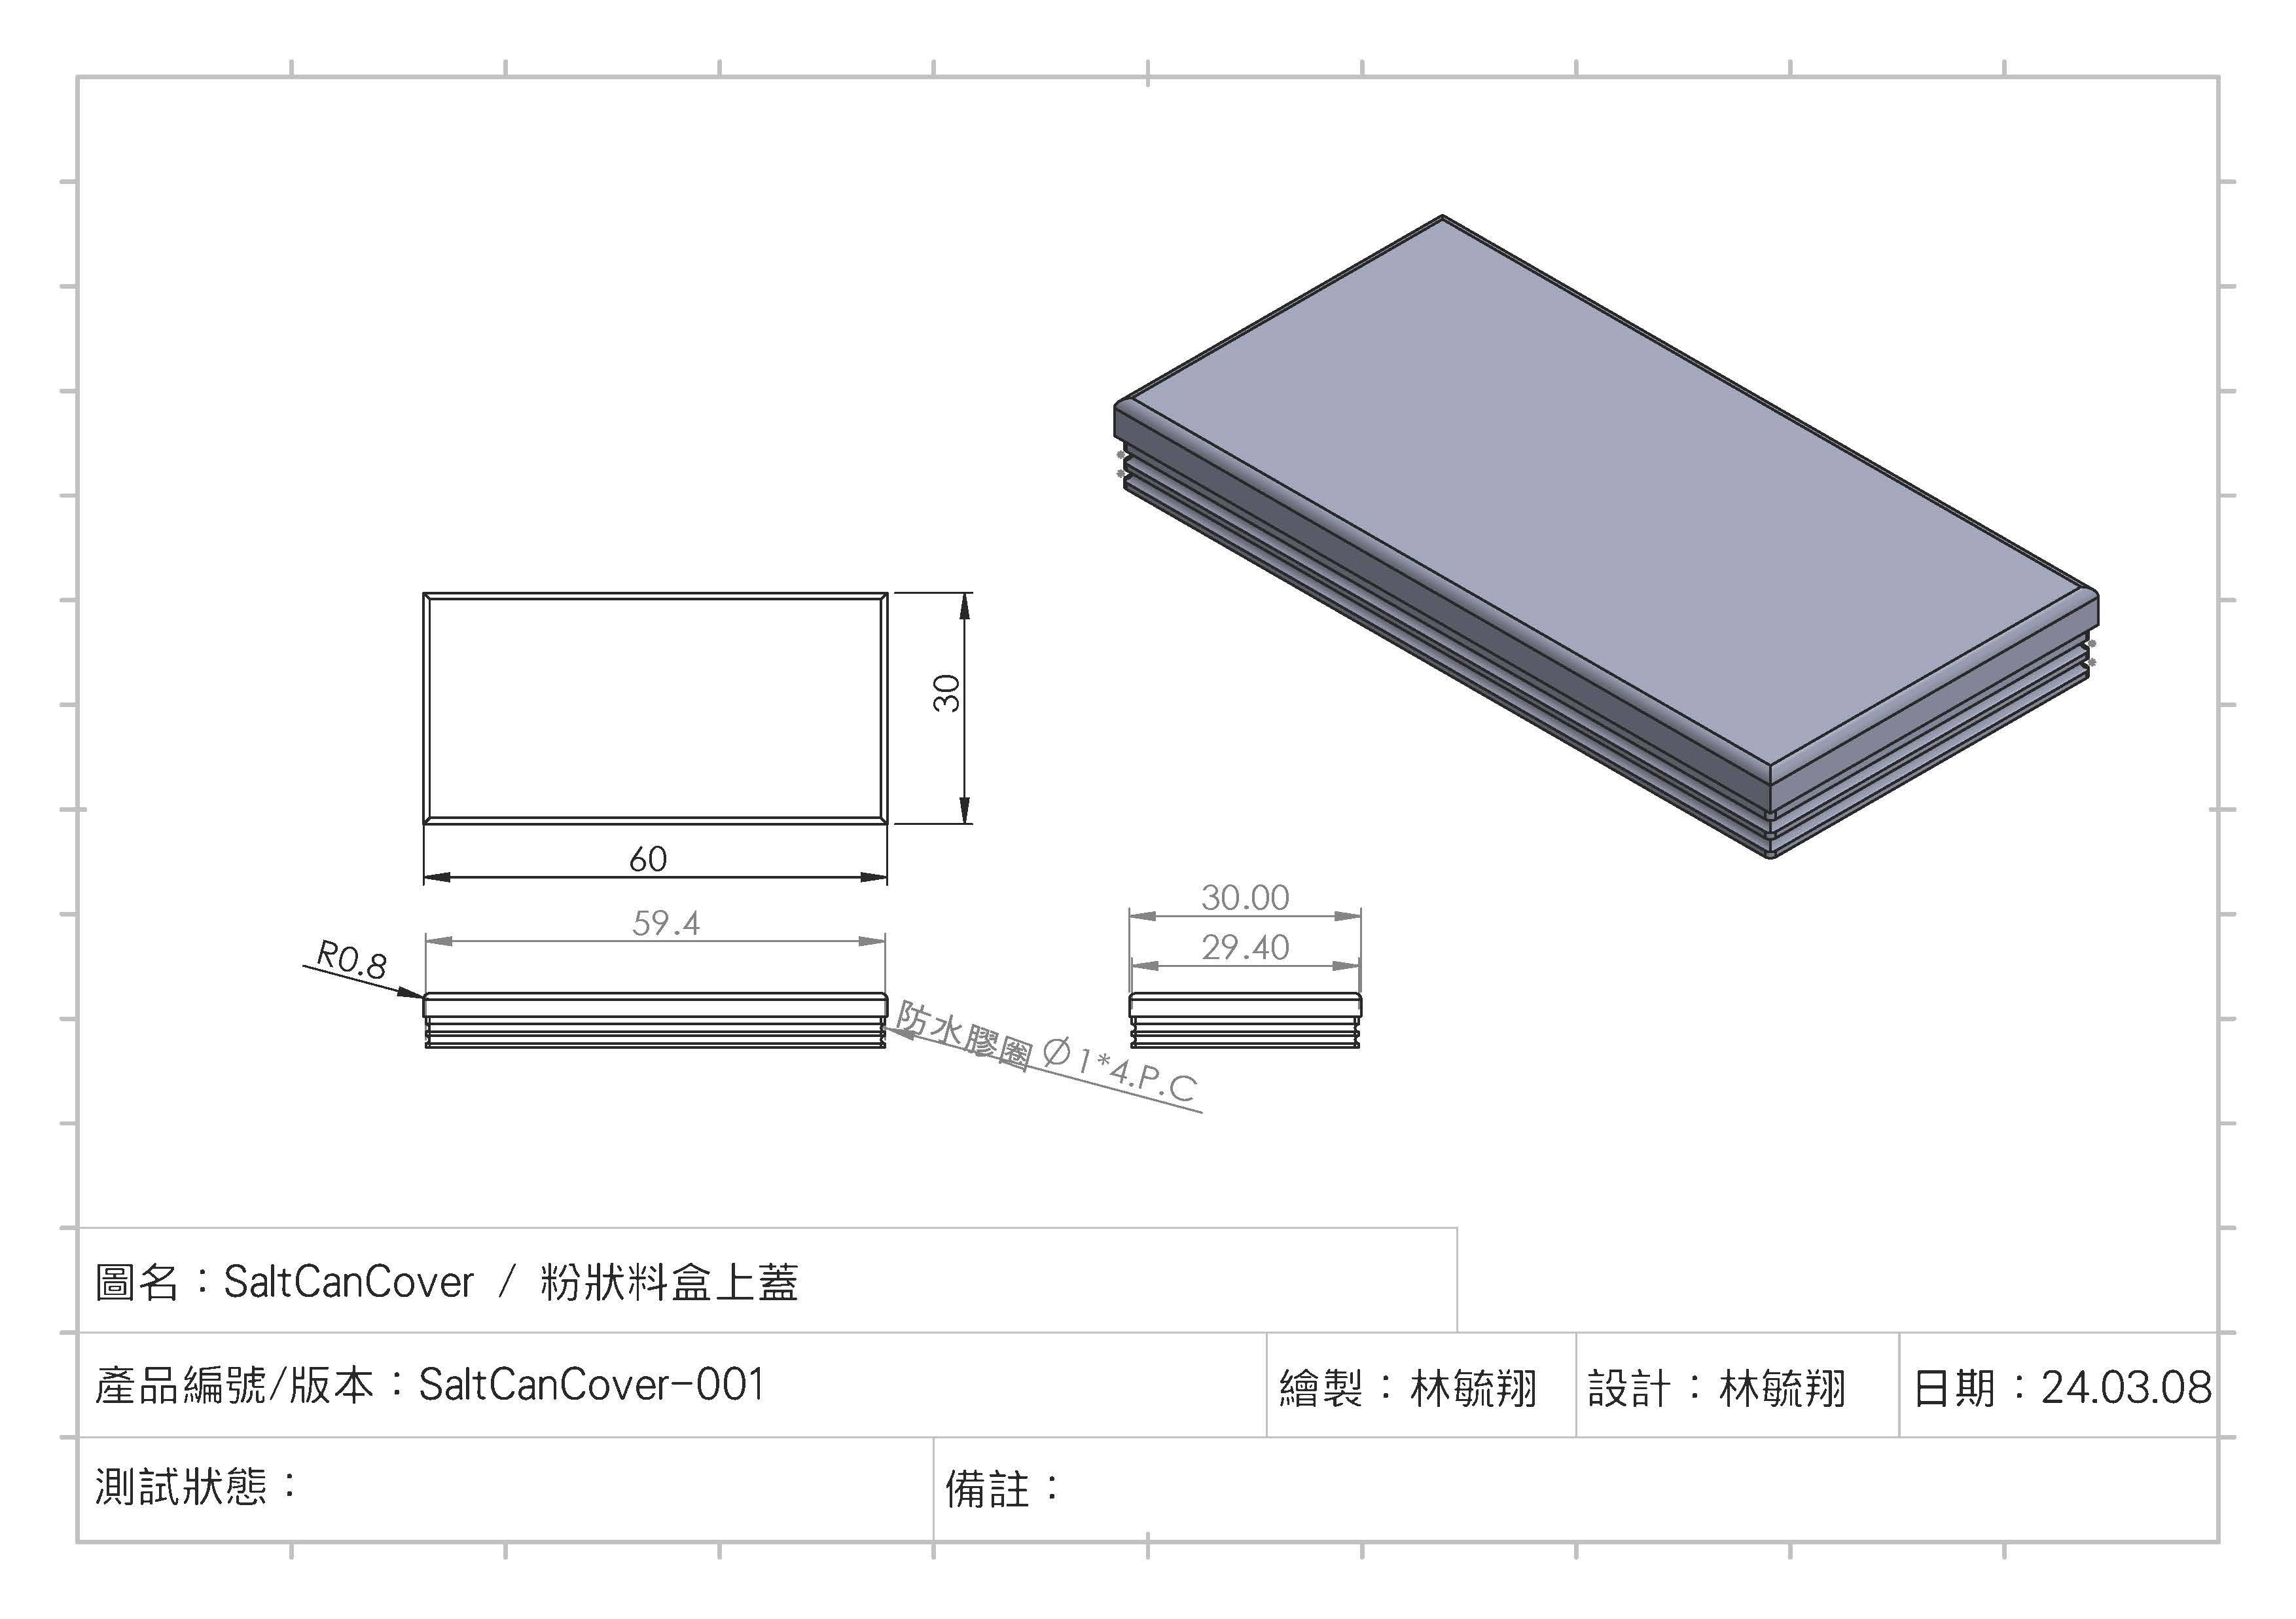 30
60
59.4
R0.8
30.00
29.40
防水膠圈 Ø1*4.P.C
圖名：SaltCanCover / 粉狀料盒上蓋
產品編號/版本：SaltCanCover-001
繪製：林毓翔
設計：林毓翔
日期：24.03.08
測試狀態：
備註：